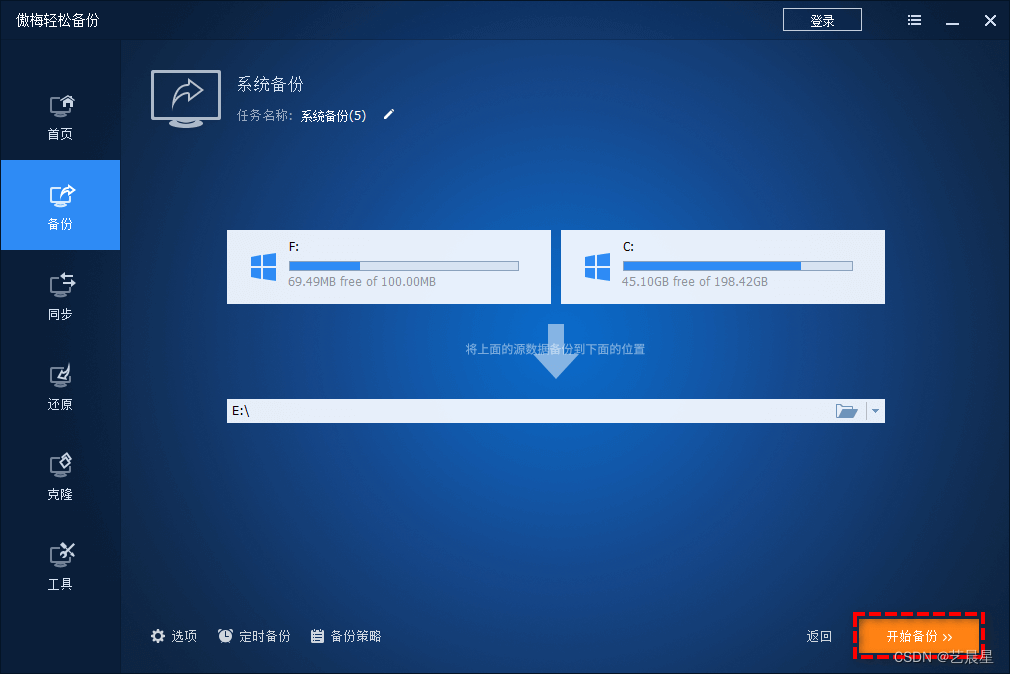 傲梅轻松备份
登录
首页
备份
同步
还原
克隆
工具
系统备份
任务名称: 系统备份(5)
F:
69.49MB free of 100.00MB
C:
45.10GB free of 198.42GB
将上面的源数据备份到下面的位置
E:\
选项
定时备份
备份策略
返回
开始备份 »
CSDN @艺晨星